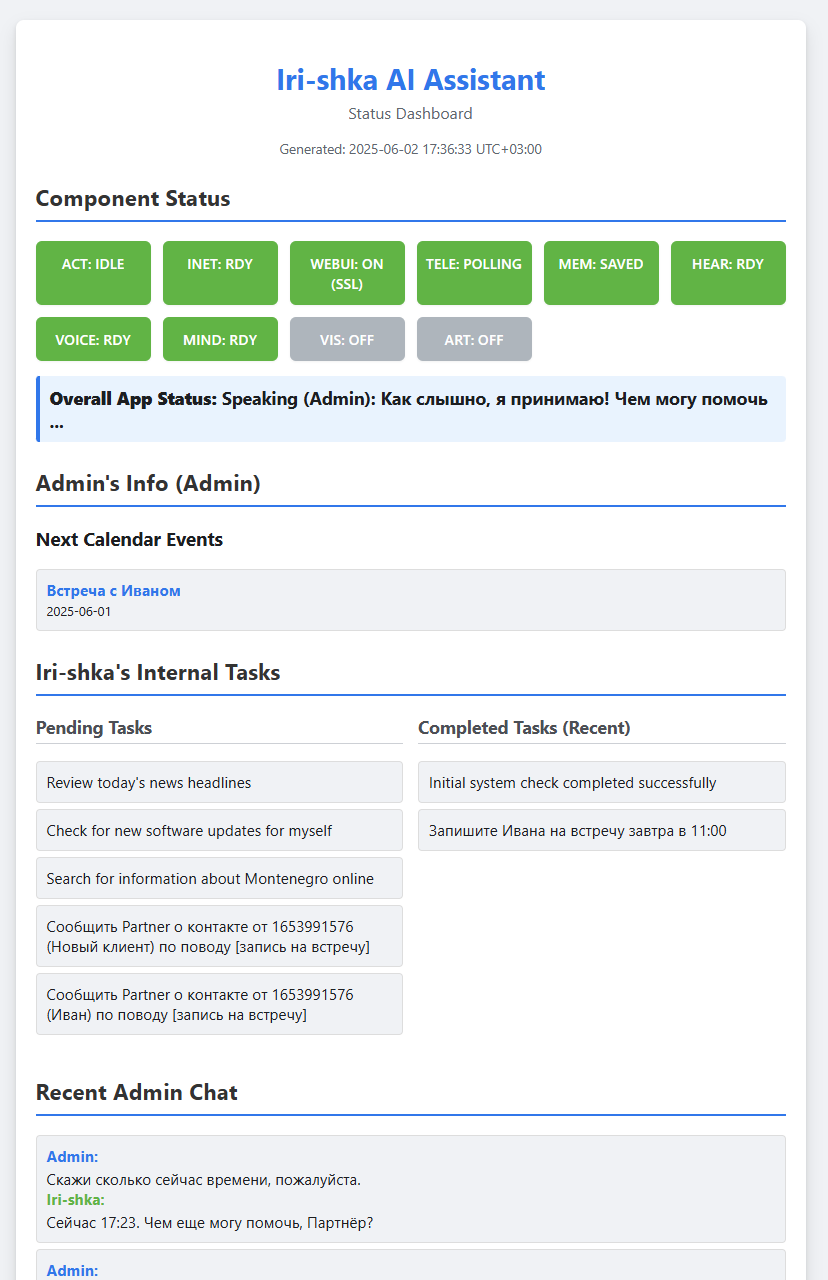 Iri-shka AI Assistant
Status Dashboard
Generated: 2025-06-02 17:36:33 UTC+03:00
Component Status
ACT: IDLE
INET: RDY
WEBUI: ON
(SSL)
TELE: POLLING
MEM: SAVED
HEAR: RDY
VOICE: RDY
MIND: RDY
VIS: OFF
ART: OFF
Overall App Status: Speaking (Admin): Как слышно, я принимаю! Чем могу помочь
...
Admin's Info (Admin)
Next Calendar Events
Встреча с Иваном
2025-06-01
Iri-shka's Internal Tasks
Pending Tasks
Review today's news headlines
Check for new software updates for myself
Search for information about Montenegro online
Сообщить Partner о контакте от 1653991576
(Новый клиент) по поводу [запись на встречу]
Сообщить Partner о контакте от 1653991576
(Иван) по поводу [запись на встречу]
Completed Tasks (Recent)
Initial system check completed successfully
Запишите Ивана на встречу завтра в 11:00
Recent Admin Chat
Admin:
Скажи сколько сейчас времени, пожалуйста.
Iri-shka:
Сейчас 17:23. Чем еще могу помочь, Партнёр?
Admin: